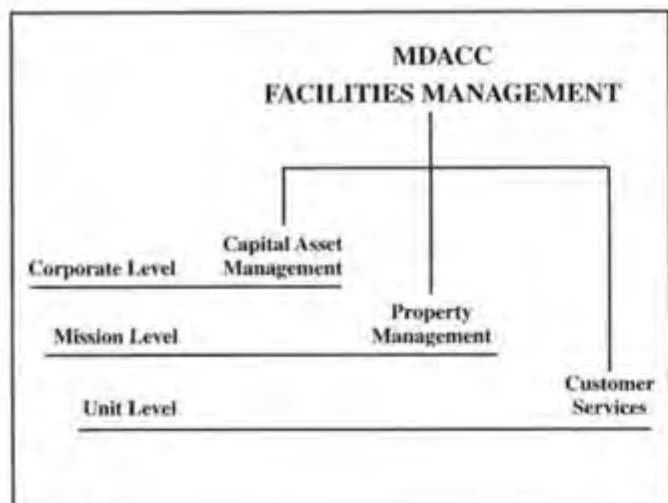 MDACC
FACILITIES MANAGEMENT
Capital Asset
Corporate Level Management
Property
Mission Level Management
Customer
Unit Level Services